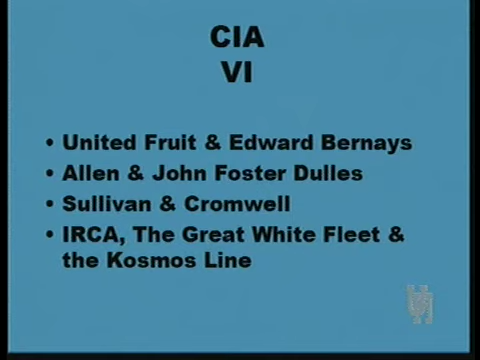 CIA
VI
• United Fruit & Edward Bernays
• Allen & John Foster Dulles
• Sullivan & Cromwell
• IRCA, The Great White Fleet &
the Kosmos Line